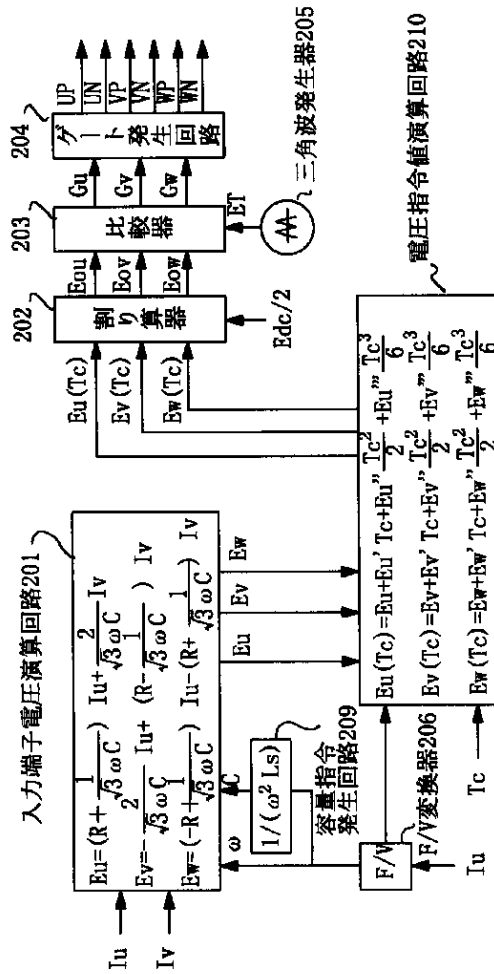 入力端子電圧演算回路201
Iu
Iv
Eu=(R+1/√3ωC)Iu+2/√3ωC Iv
Ev=-2/√3ωC Iu+(R-1/√3ωC)Iv
Ew=(-R+1/√3ωC)Iu-(R+1/√3ωC)Iv
ω
C
Eu
Ev
Ew
1/(ω²Ls)
容量指令
発生回路209
F/V
F/V変換器206
Iu
Tc
Eu(Tc)=Eu+Eu'Tc+Eu''Tc²/2+Eu'''Tc³/6
Ev(Tc)=Ev+Ev'Tc+Ev''Tc²/2+Ev'''Tc³/6
Ew(Tc)=Ew+Ew'Tc+Ew''Tc²/2+Ew'''Tc³/6
電圧指令値演算回路210
Eu(Tc)
Ev(Tc)
Ew(Tc)
202
割り算器
Edc/2
Eou
Eov
Eow
203
比較器
ET
三角波発生器205
Gu
Gv
Gw
204
ゲート発生回路
UP
UN
VP
VN
WP
WN